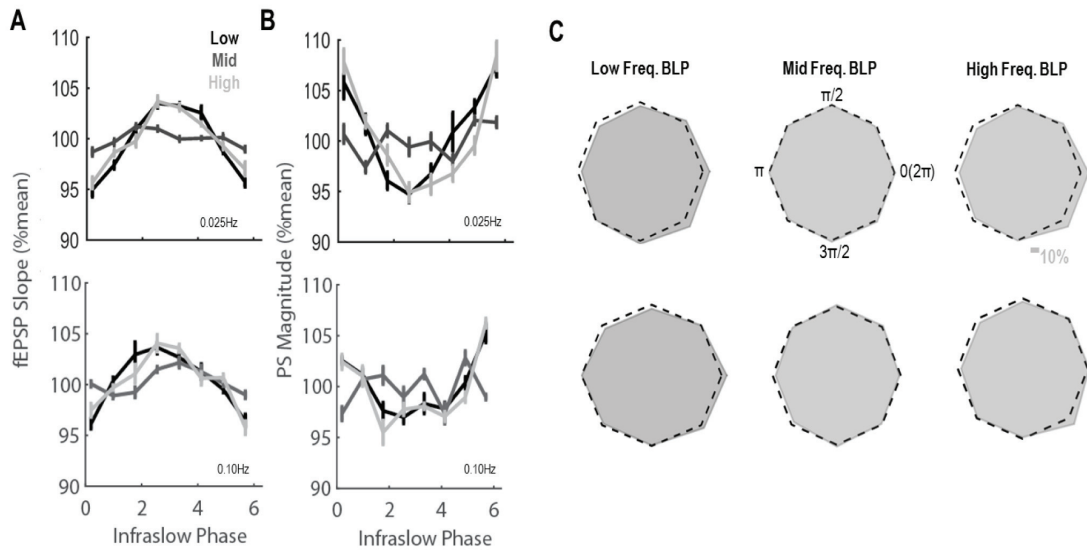 A
B
C
fEPSP Slope (%mean)
PS Magnitude (%mean)
110
105
100
95
90
Low
Mid
High
0.025Hz
110
105
100
95
90
0.025Hz
110
105
100
95
90
0.10Hz
0 2 4 6
Infraslow Phase
110
105
100
95
90
0.10Hz
0 2 4 6
Infraslow Phase
Low Freq. BLP
Mid Freq. BLP
High Freq. BLP
π/2
π
0(2π)
3π/2
10%